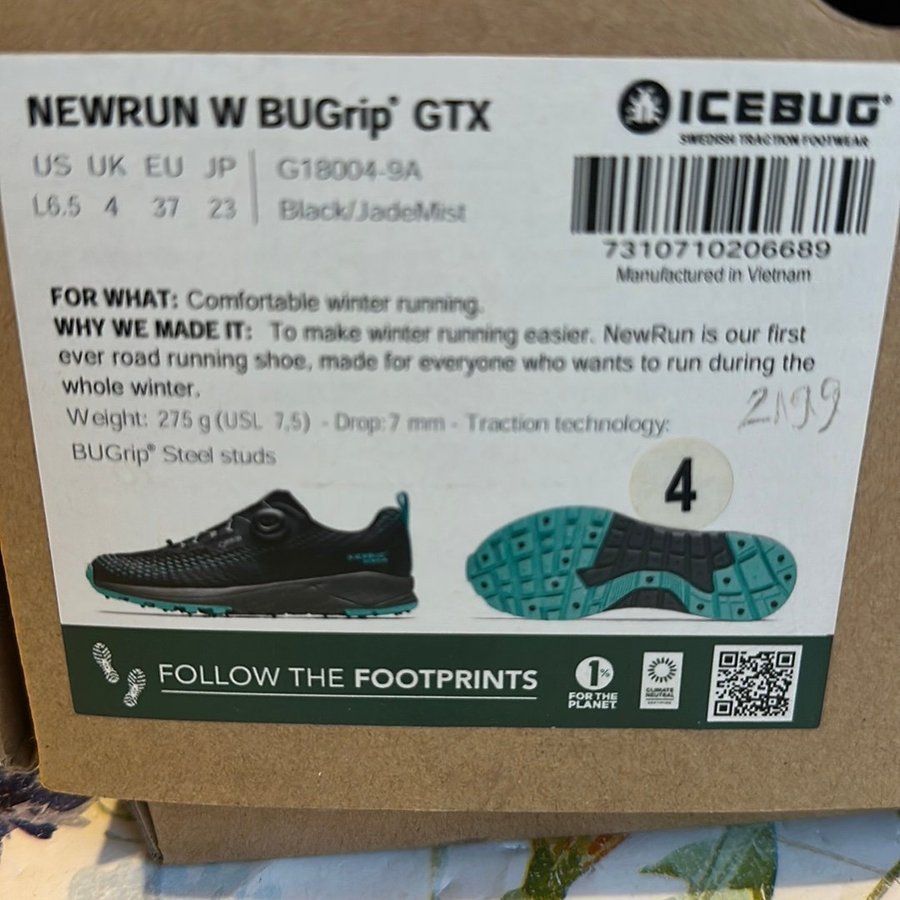 NEWRUN W BUGrip® GTX
ICEBUG®
SWEDISH TRACTION FOOTWEAR
US UK EU JP
L6.5 4 37 23
G18004-9A
Black/JadeMist
7310710206689
Manufactured in Vietnam
FOR WHAT: Comfortable winter running.
WHY WE MADE IT: To make winter running easier. NewRun is our first
ever road running shoe, made for everyone who wants to run during the
whole winter.
Weight: 275 g (USL 7,5) - Drop: 7 mm - Traction technology:
BUGrip® Steel studs
2199
4
ICEBUG
FOLLOW THE FOOTPRINTS
1%
FOR THE
PLANET
CLIMATE
NEUTRAL
CERTIFIED